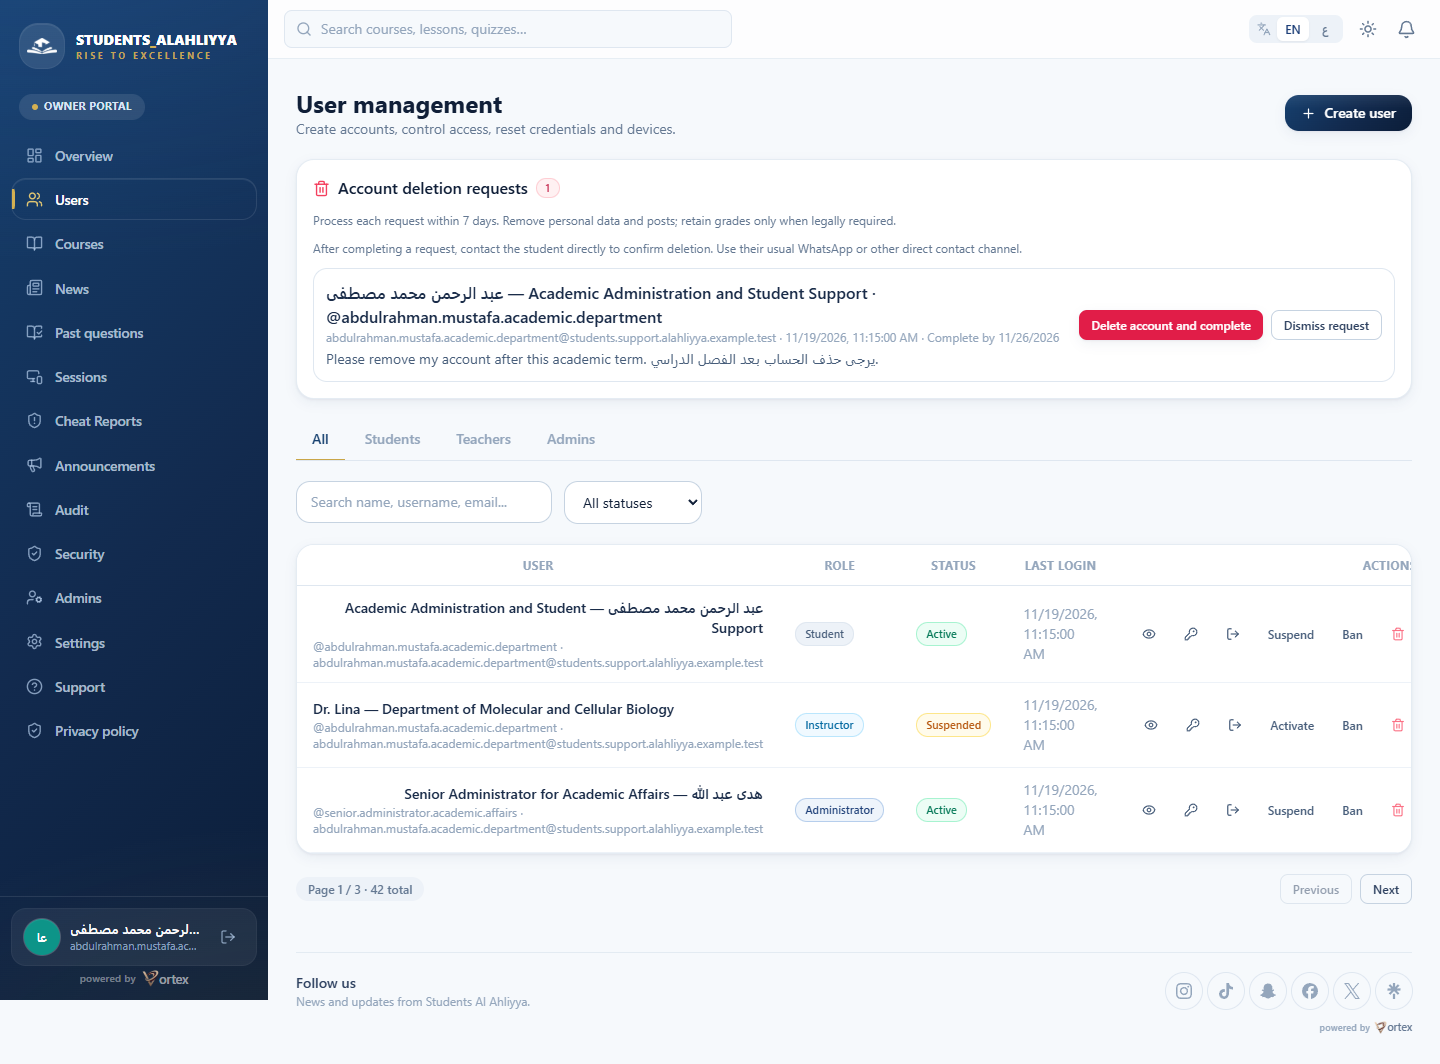 STUDENTS_ALAHLIYYA
RISE TO EXCELLENCE
OWNER PORTAL
Overview
Users
Courses
News
Past questions
Sessions
Cheat Reports
Announcements
Audit
Security
Admins
Settings
Support
Privacy policy
عا
الرحمن محمد مصطفى...
abdulrahman.mustafa.ac...
powered by Vortex
Search courses, lessons, quizzes...
EN
ع
User management
Create accounts, control access, reset credentials and devices.
Create user
Account deletion requests 1
Process each request within 7 days. Remove personal data and posts; retain grades only when legally required.
After completing a request, contact the student directly to confirm deletion. Use their usual WhatsApp or other direct contact channel.
عبد الرحمن محمد مصطفى — Academic Administration and Student Support ·
@abdulrahman.mustafa.academic.department
abdulrahman.mustafa.academic.department@students.support.alahliyya.example.test · 11/19/2026, 11:15:00 AM · Complete by 11/26/2026
Please remove my account after this academic term. يرجى حذف الحساب بعد الفصل الدراسي.
Delete account and complete
Dismiss request
All Students Teachers Admins
Search name, username, email...
All statuses
USER ROLE STATUS LAST LOGIN ACTIONS
عبد الرحمن محمد مصطفى — Academic Administration and Student
Support
@abdulrahman.mustafa.academic.department ·
abdulrahman.mustafa.academic.department@students.support.alahliyya.example.test
Student
Active
11/19/2026,
11:15:00
AM
Suspend
Ban
Dr. Lina — Department of Molecular and Cellular Biology
@abdulrahman.mustafa.academic.department ·
abdulrahman.mustafa.academic.department@students.support.alahliyya.example.test
Instructor
Suspended
11/19/2026,
11:15:00
AM
Activate
Ban
هدى عبد الله — Senior Administrator for Academic Affairs
@senior.administrator.academic.affairs ·
abdulrahman.mustafa.academic.department@students.support.alahliyya.example.test
Administrator
Active
11/19/2026,
11:15:00
AM
Suspend
Ban
Page 1 / 3 · 42 total
Previous
Next
Follow us
News and updates from Students Al Ahliyya.
powered by Vortex